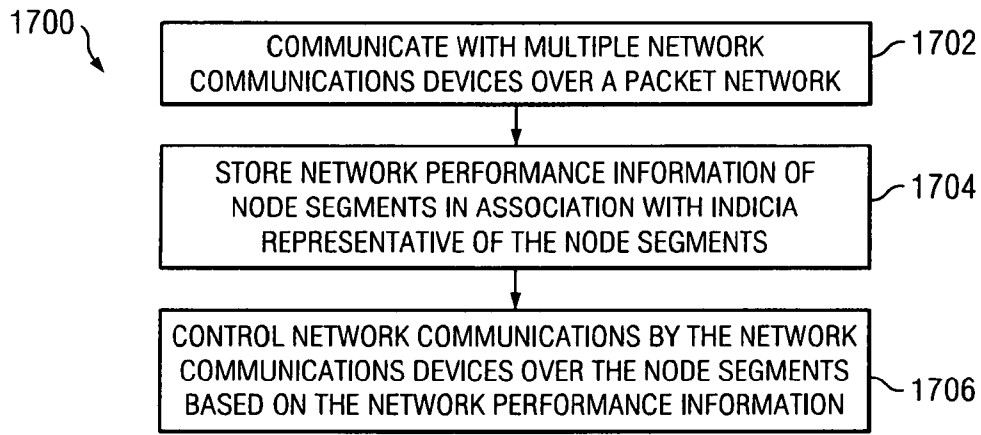 1700
COMMUNICATE WITH MULTIPLE NETWORK
COMMUNICATIONS DEVICES OVER A PACKET NETWORK
1702
STORE NETWORK PERFORMANCE INFORMATION OF
NODE SEGMENTS IN ASSOCIATION WITH INDICIA
REPRESENTATIVE OF THE NODE SEGMENTS
1704
CONTROL NETWORK COMMUNICATIONS BY THE NETWORK
COMMUNICATIONS DEVICES OVER THE NODE SEGMENTS
BASED ON THE NETWORK PERFORMANCE INFORMATION
1706